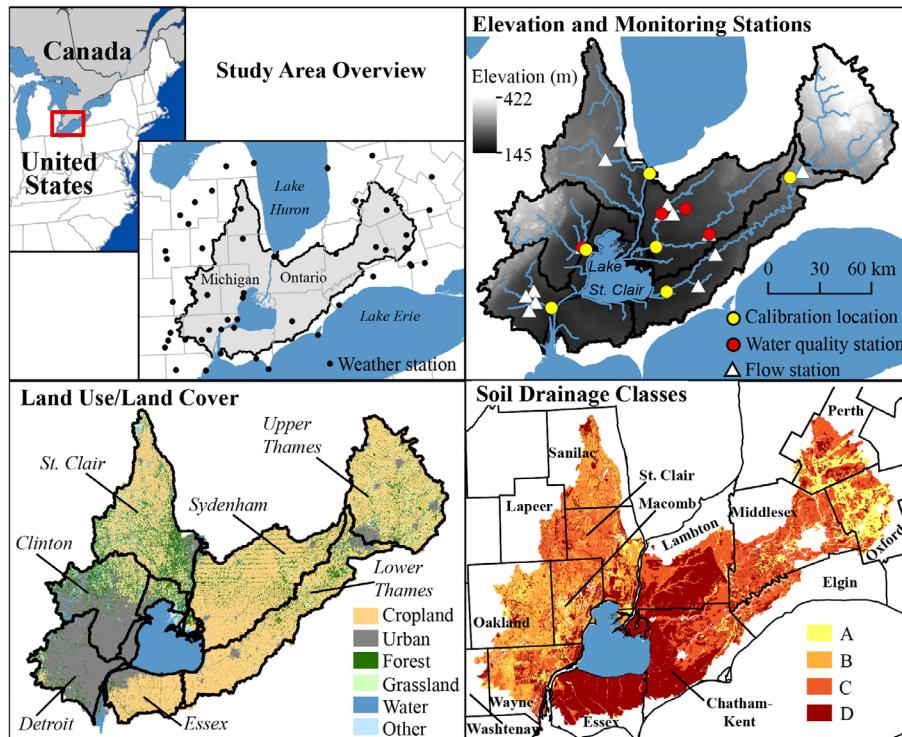 Canada
United
States
Study Area Overview
Lake
Huron
Michigan
Ontario
Lake Erie
Weather station
Elevation and Monitoring Stations
Elevation (m)
422
145
Lake
St. Clair
0 30 60 km
Calibration location
Water quality station
Flow station
Land Use/Land Cover
Upper
Thames
St. Clair
Sydenham
Clinton
Lower
Thames
Detroit
Essex
Cropland
Urban
Forest
Grassland
Water
Other
Soil Drainage Classes
Perth
Sanilac
St. Clair
Lapeer
Macomb
Middlesex
Lambton
Oxford
Elgin
Oakland
Wayne
Washtenay
Essex
Chatham-
Kent
A
B
C
D